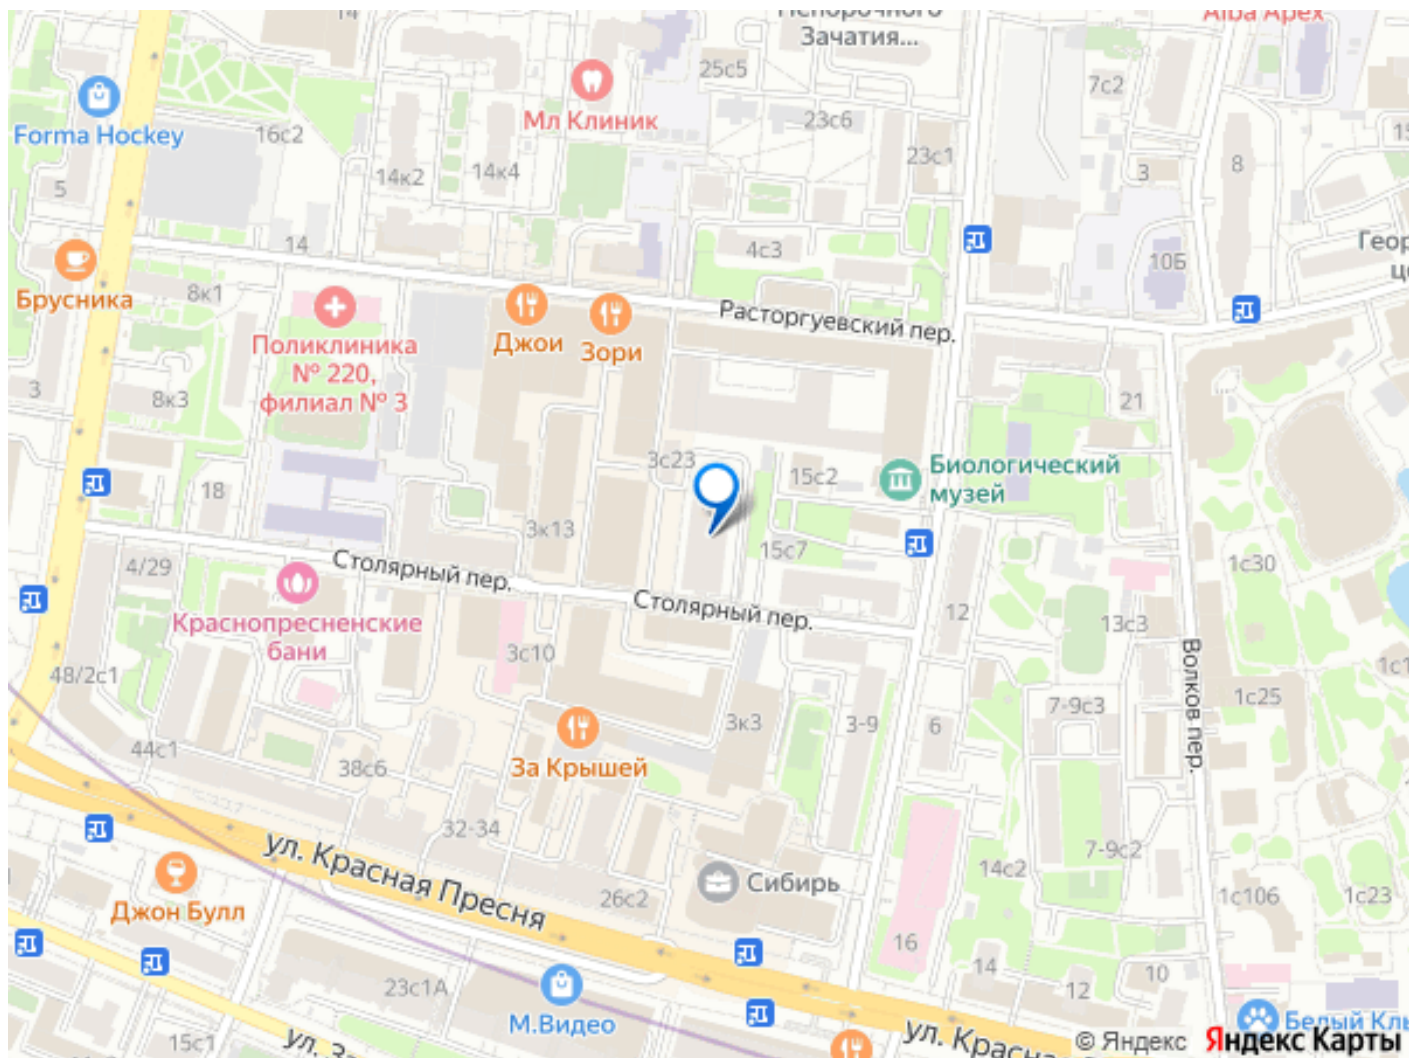 14
Зачатия...
Alba Apex
25с5
7с2
Мл Клиник
Forma Hockey
16с2
23с6
23с1
14к2
14к4
3
8
5
14
4с3
10Б
Брусника
8к1
Расторгуевский пер.
Джои
Зори
Поликлиника
№ 220,
филиал № 3
3
8к3
21
3с23
15с2
Биологический
музей
18
3к13
15с7
1с30
4/29
Столярный пер.
Столярный пер.
12
13с3
Краснопресненские
бани
3с10
Волков пер.
48/2с1
1с25
7-9с3
3к3
3-9
6
44с1
38с6
За Крышей
32-34
ул. Красная Пресня
7-9с2
14с2
Сибирь
26с2
1с106
1с23
Джон Булл
16
14
10
12
23с1А
М.Видео
15с1
© Яндекс
Яндекс Карты